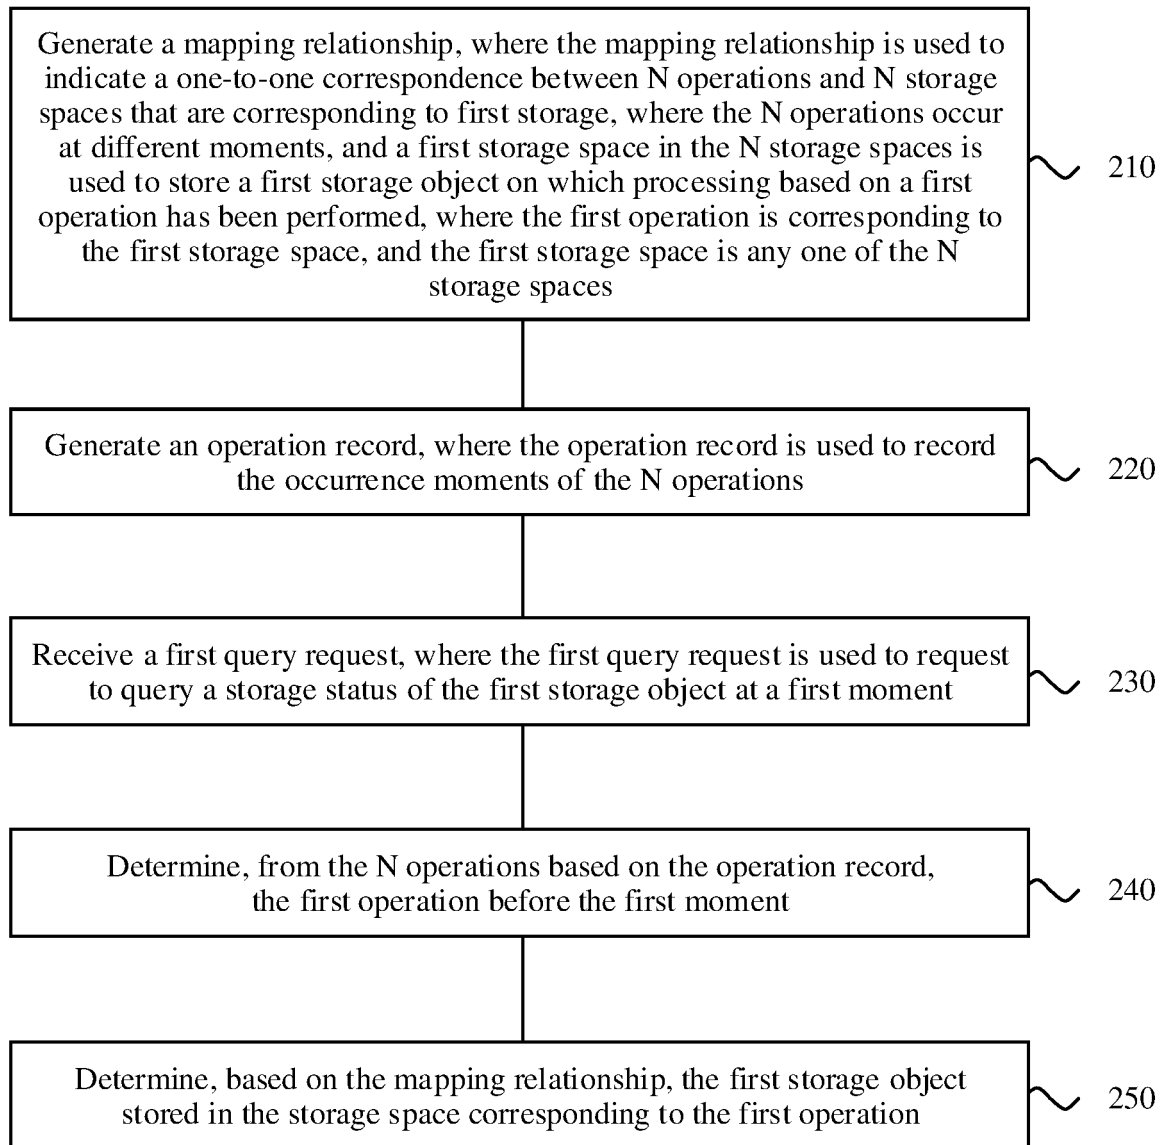 Generate a mapping relationship, where the mapping relationship is used to
indicate a one-to-one correspondence between N operations and N storage
spaces that are corresponding to first storage, where the N operations occur
at different moments, and a first storage space in the N storage spaces is
used to store a first storage object on which processing based on a first
operation has been performed, where the first operation is corresponding to
the first storage space, and the first storage space is any one of the N
storage spaces
210
Generate an operation record, where the operation record is used to record
the occurrence moments of the N operations
220
Receive a first query request, where the first query request is used to request
to query a storage status of the first storage object at a first moment
230
Determine, from the N operations based on the operation record,
the first operation before the first moment
240
Determine, based on the mapping relationship, the first storage object
stored in the storage space corresponding to the first operation
250